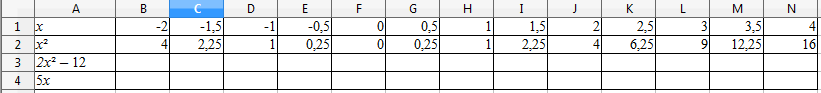 A B C D E F G H I J K L M N
1 x -2 -1,5 -1 -0,5 0 0,5 1 1,5 2 2,5 3 3,5 4
2 x² 4 2,25 1 0,25 0 0,25 1 2,25 4 6,25 9 12,25 16
3 2x² – 12
4 5x